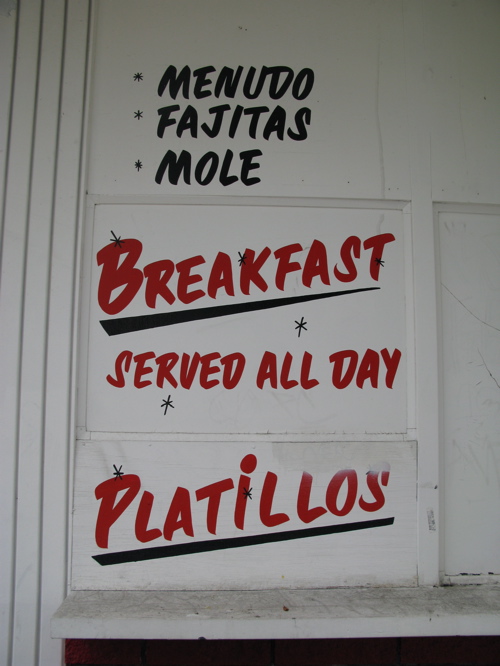 * MENUDO
* FAJITAS
* MOLE
BREAKFAST
SERVED ALL DAY
PLATiLLOS